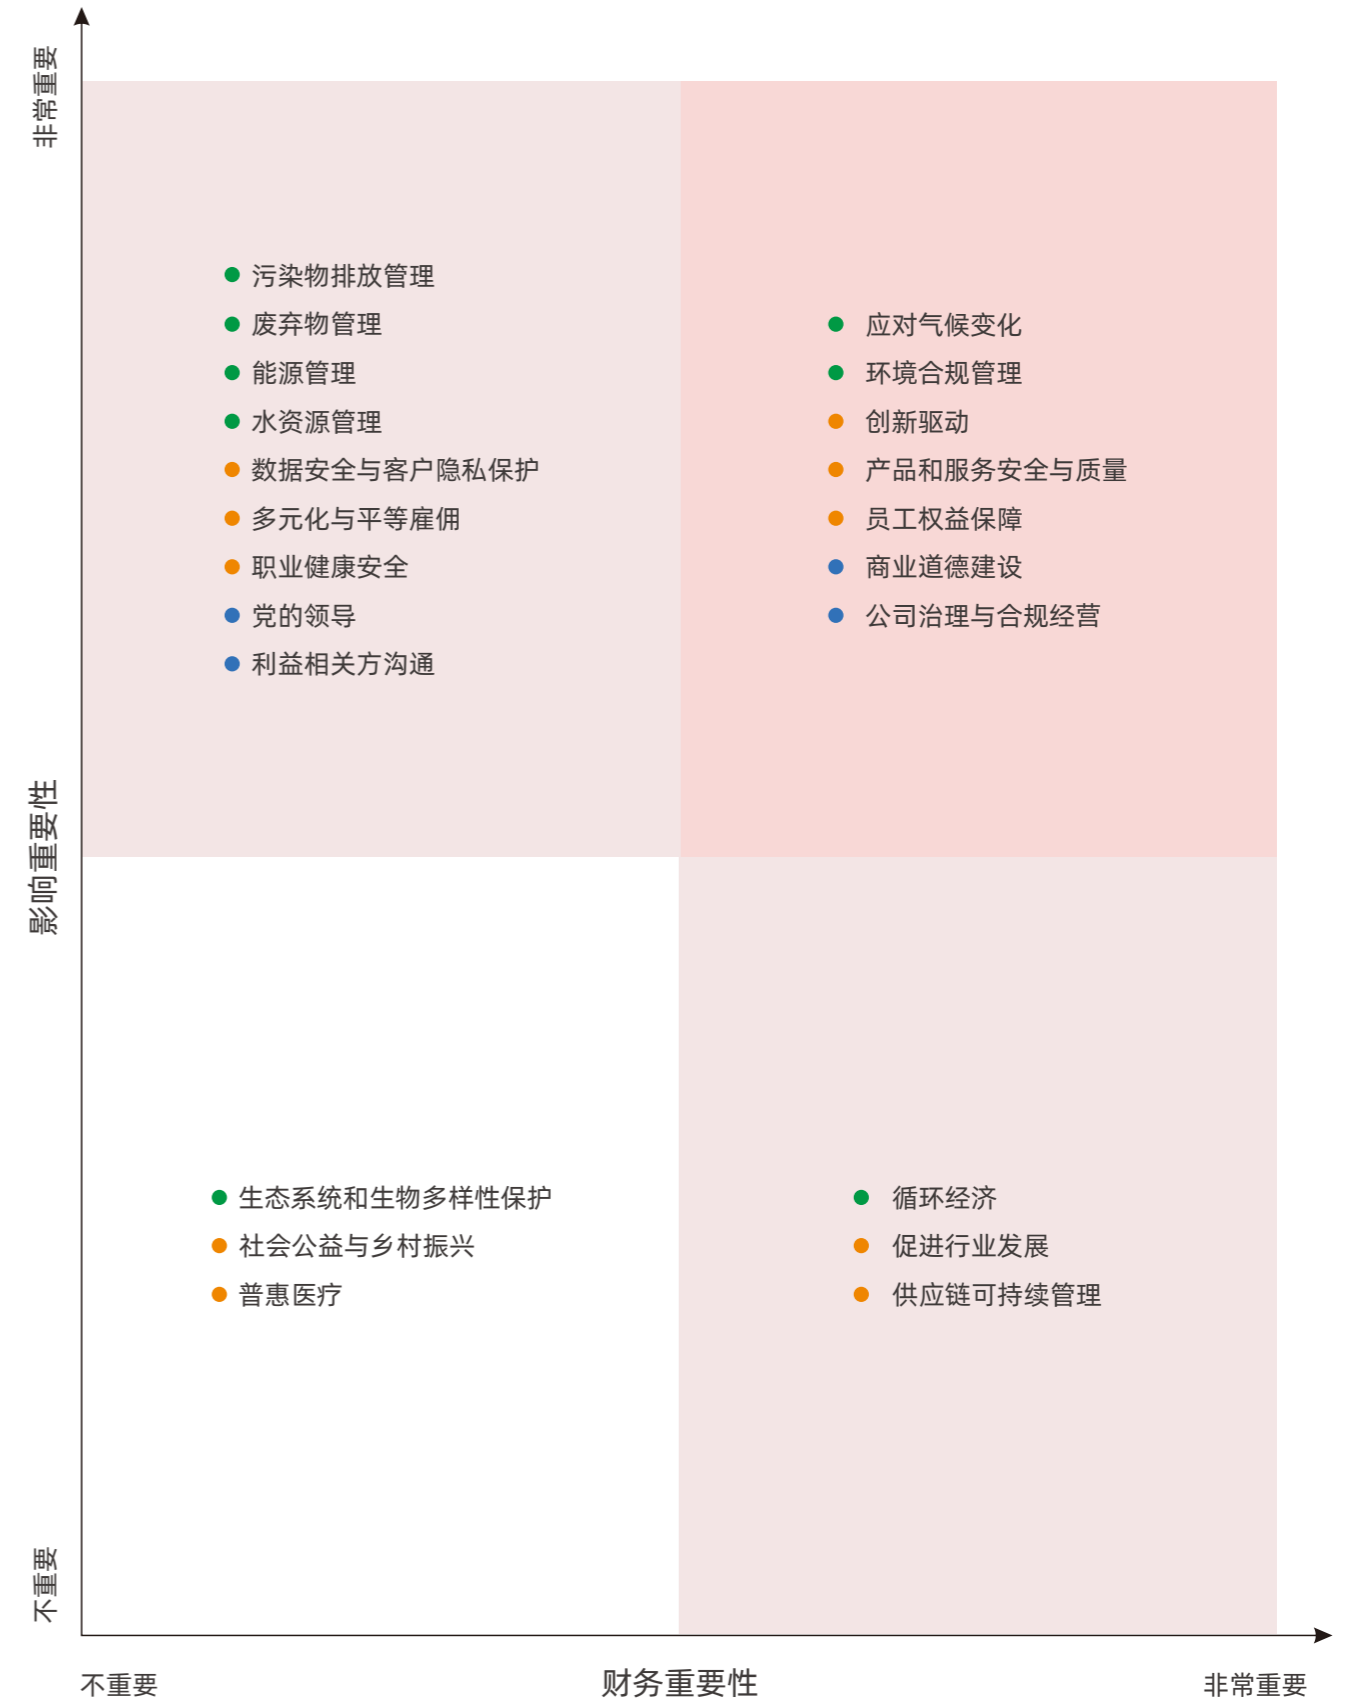 非常重要
污染物排放管理
废弃物管理
能源管理
水资源管理
数据安全与客户隐私保护
多元化与平等雇佣
职业健康安全
党的领导
利益相关方沟通
应对气候变化
环境合规管理
创新驱动
产品和服务安全与质量
员工权益保障
商业道德建设
公司治理与合规经营
影响重要性
生态系统和生物多样性保护
社会公益与乡村振兴
普惠医疗
循环经济
促进行业发展
供应链可持续管理
不重要
不重要
财务重要性
非常重要